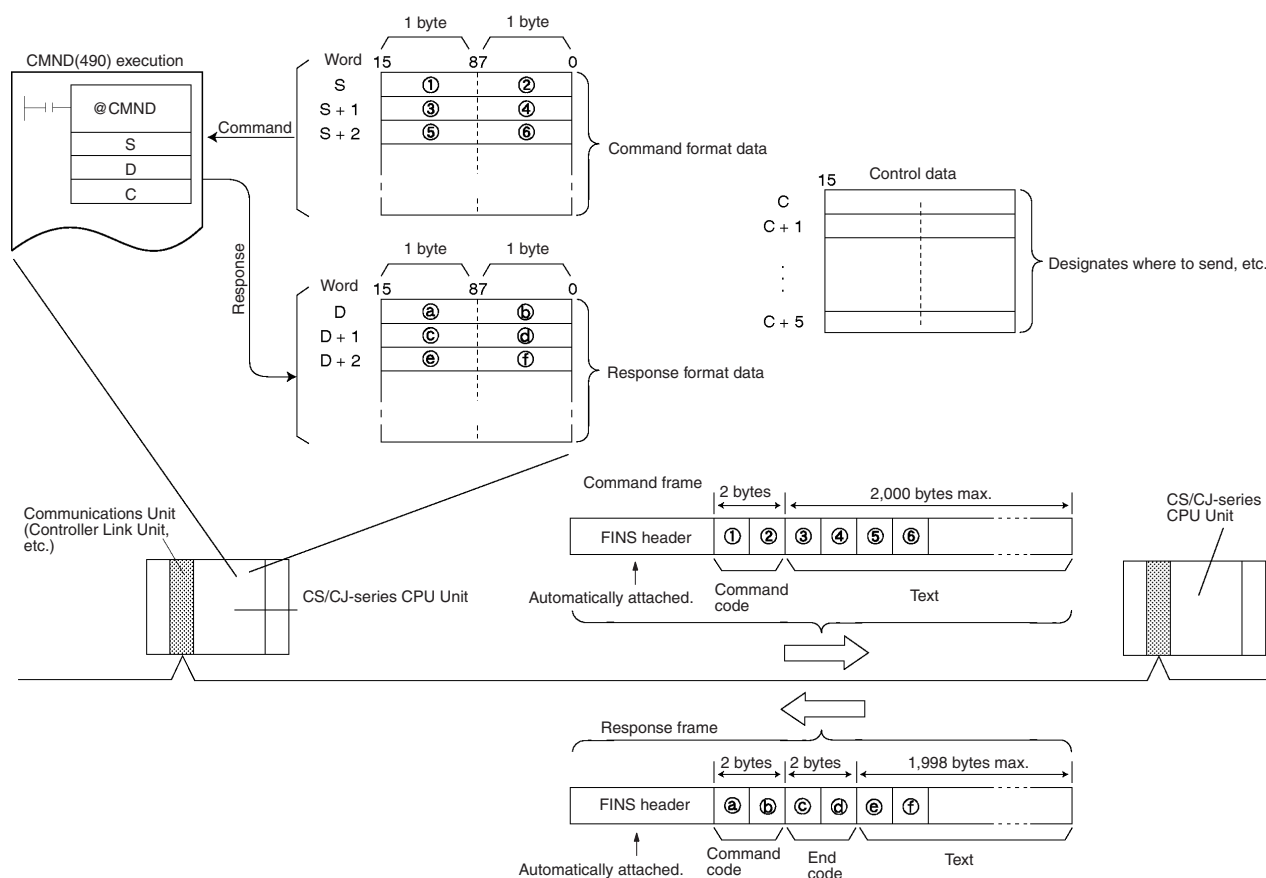 CMND(490) execution
@CMND
S
D
C
Command
Response
1 byte 1 byte
Word 15 87 0
S ① ②
S + 1 ③ ④
S + 2 ⑤ ⑥
Command format data
1 byte 1 byte
Word 15 87 0
D ⓐ ⓑ
D + 1 ⓒ ⓓ
D + 2 ⓔ ⓕ
Response format data
15 Control data
C
C + 1
.
.
.
C + 5
Designates where to send, etc.
Communications Unit
(Controller Link Unit,
etc.)
CS/CJ-series CPU Unit
Command frame
2 bytes 2,000 bytes max.
FINS header ① ② ③ ④ ⑤ ⑥
Automatically attached.
Command
code
Text
CS/CJ-series
CPU Unit
Response frame
2 bytes 2 bytes 1,998 bytes max.
FINS header ⓐ ⓑ ⓒ ⓓ ⓔ ⓕ
Automatically attached.
Command
code
End
code
Text